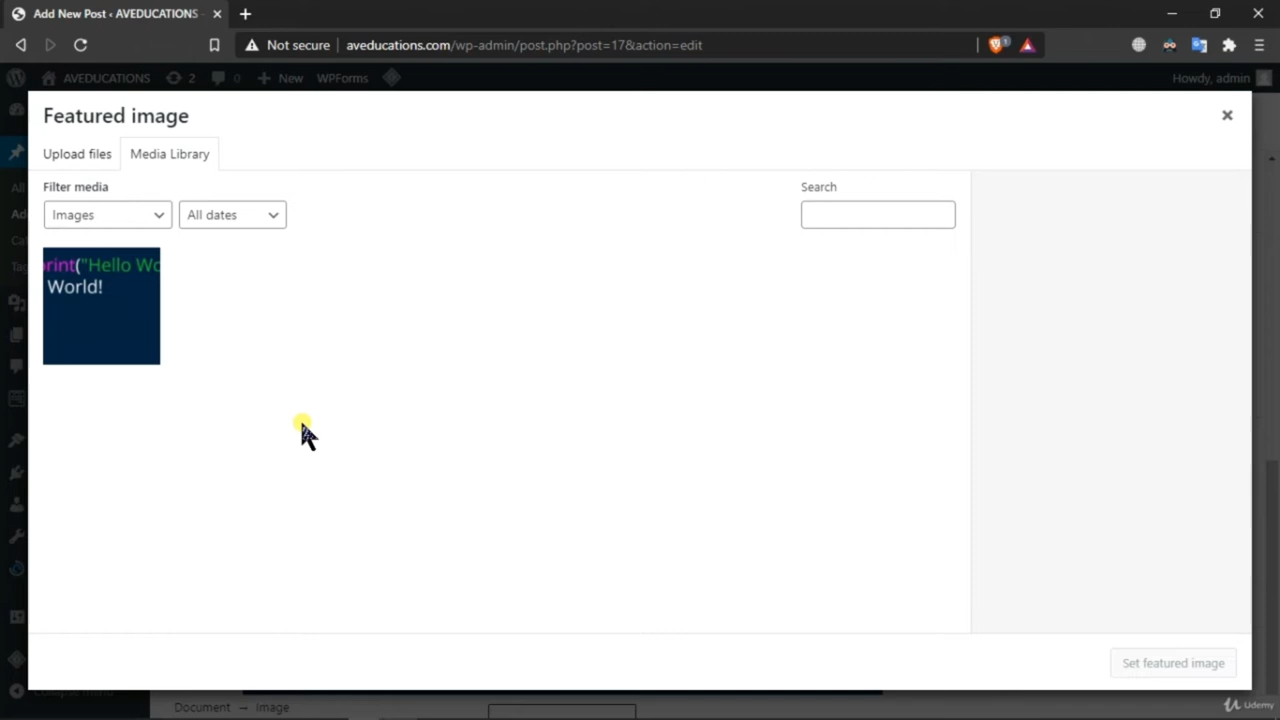 Add New Post ‹ AVEDUCATIONS
Not secure
aveducations.com/wp-admin/post.php?post=17&action=edit
1
AVEDUCATIONS
2
0
New
WPForms
Howdy, admin
Featured image
Upload files
Media Library
Filter media
Images
All dates
Search
print("Hello Wo
World!
Set featured image
Document → Image
Udemy